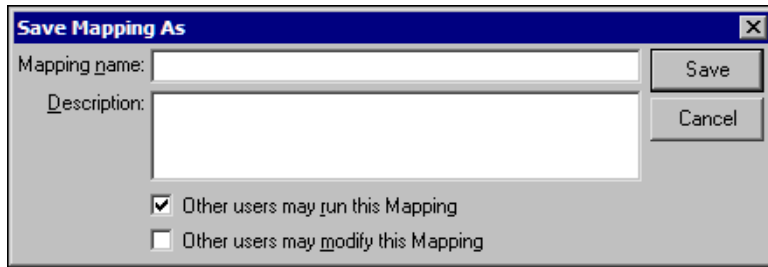 Save Mapping As
Mapping name:
Save
Description:
Cancel
Other users may run this Mapping
Other users may modify this Mapping